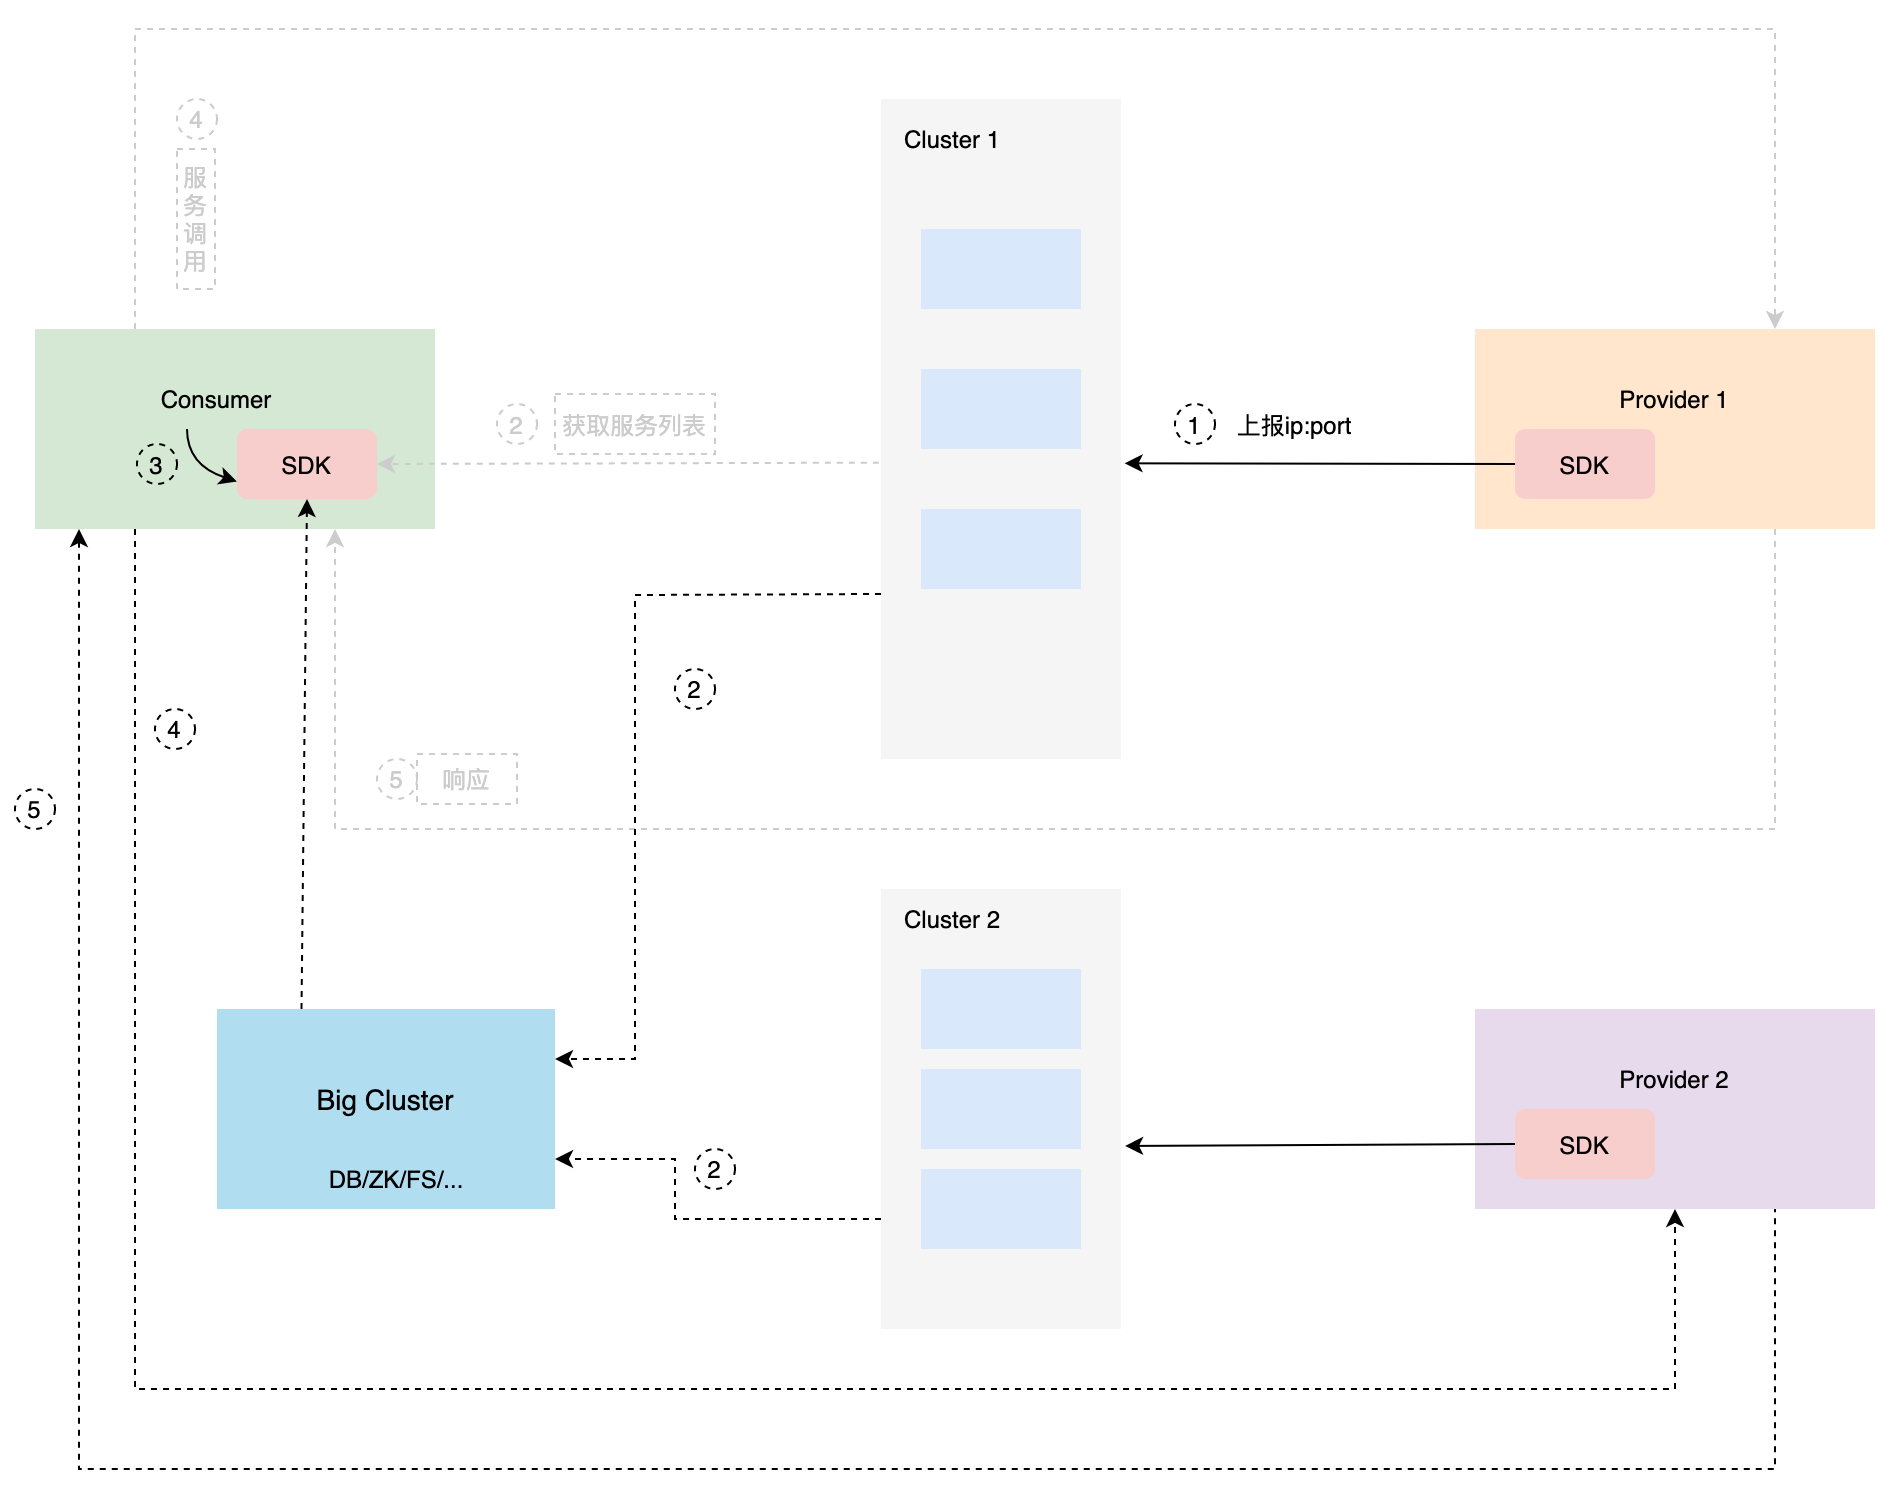 4
服
务
调
用
Cluster 1
Consumer
3
SDK
2
获取服务列表
1
上报ip:port
Provider 1
SDK
2
4
5
响应
5
Cluster 2
Big Cluster
DB/ZK/FS/...
2
Provider 2
SDK